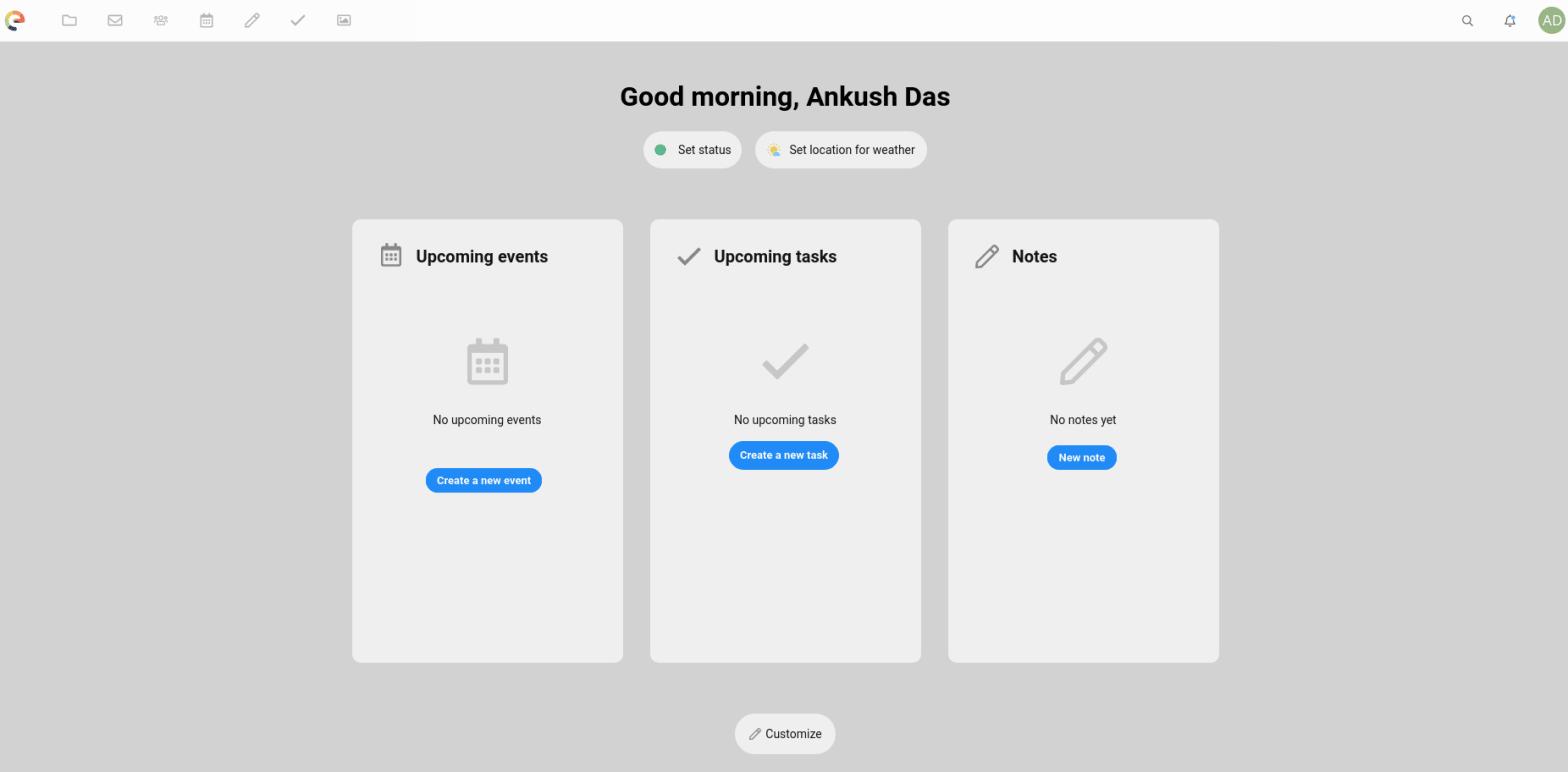 AD
Good morning, Ankush Das
Set status
Set location for weather
Upcoming events
No upcoming events
Create a new event
Upcoming tasks
No upcoming tasks
Create a new task
Notes
No notes yet
New note
Customize